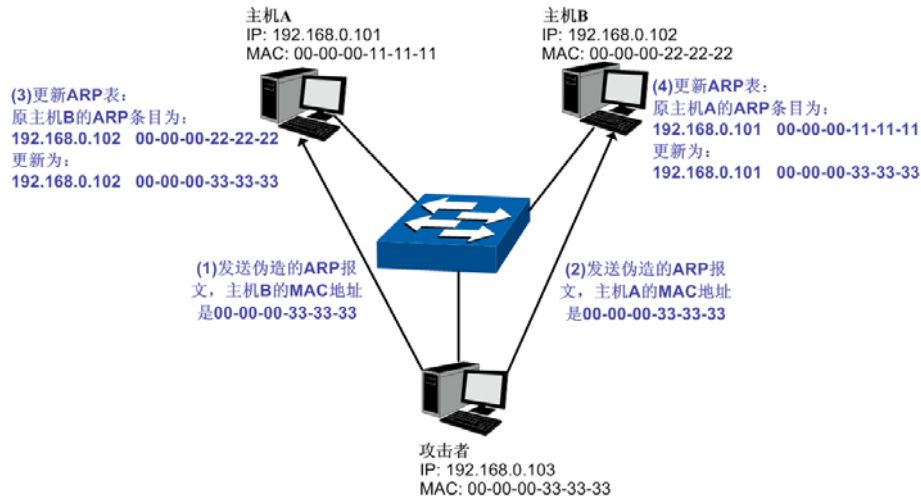 主机A
IP: 192.168.0.101
MAC: 00-00-00-11-11-11
主机B
IP: 192.168.0.102
MAC: 00-00-00-22-22-22
(3)更新ARP表：
原主机B的ARP条目为：
192.168.0.102 00-00-00-22-22-22
更新为：
192.168.0.102 00-00-00-33-33-33
(4)更新ARP表：
原主机A的ARP条目为：
192.168.0.101 00-00-00-11-11-11
更新为：
192.168.0.101 00-00-00-33-33-33
(1)发送伪造的ARP报
文，主机B的MAC地址
是00-00-00-33-33-33
(2)发送伪造的ARP报
文，主机A的MAC地址
是00-00-00-33-33-33
攻击者
IP: 192.168.0.103
MAC: 00-00-00-33-33-33